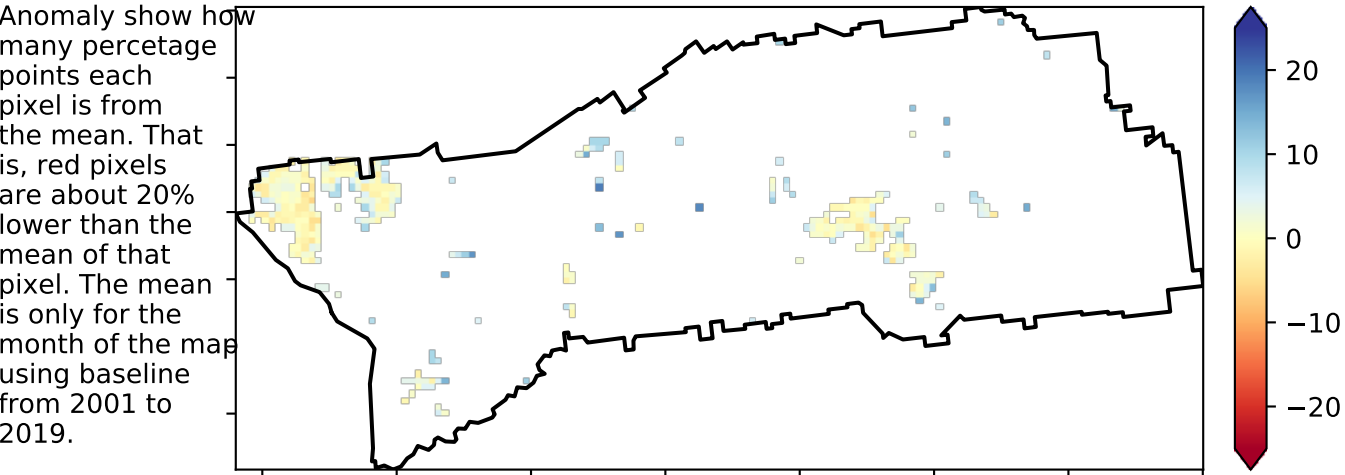 Anomaly show how
many percetage
points each
pixel is from
the mean. That
is, red pixels
are about 20%
lower than the
mean of that
pixel. The mean
is only for the
month of the map
using baseline
from 2001 to
2019.
20
10
0
−10
−20